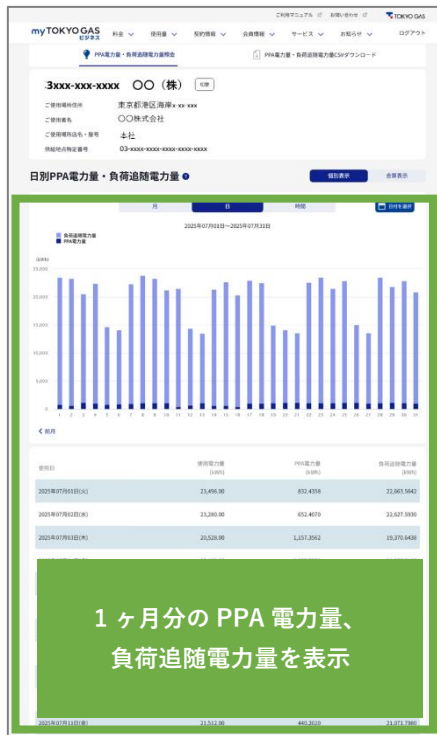 ご利用マニュアル お問い合わせ TOKYO GAS
myTOKYOGAS ビジネス 料金 使用量 契約情報 会員情報 サービス お知らせ ログアウト
PPA電力量・負荷追随電力量照会 PPA電力量・負荷追随電力量CSVダウンロード
3xxx-xxx-xxxx 〇〇（株） 切替
ご使用場所住所 東京都港区海岸x-xx-xxx
ご使用者名 〇〇株式会社
ご使用場所店名・屋号 本社
供給地点特定番号 03-xxxx-xxxx-xxxx-xxxx-xxxx
日別PPA電力量・負荷追随電力量 個別表示 合算表示
月 日 時間 日付を選択
2025年07月01日～2025年07月31日
負荷追随電力量
PPA電力量
(kWh)
25,000
20,000
15,000
10,000
5,000
0
1 2 3 4 5 6 7 8 9 10 11 12 13 14 15 16 17 18 19 20 21 22 23 24 25 26 27 28 29 30 31
前月
使用日 使用電力量 (kWh) PPA電力量 (kWh) 負荷追随電力量 (kWh)
2025年07月01日(火) 23,496.00 832.4358 22,663.5642
2025年07月02日(水) 23,280.00 652.4070 22,627.5930
2025年07月03日(木) 20,528.00 1,157.3562 19,370.6438
1ヶ月分のPPA電力量、
負荷追随電力量を表示
23,512.00 440.2020 23,071.7980